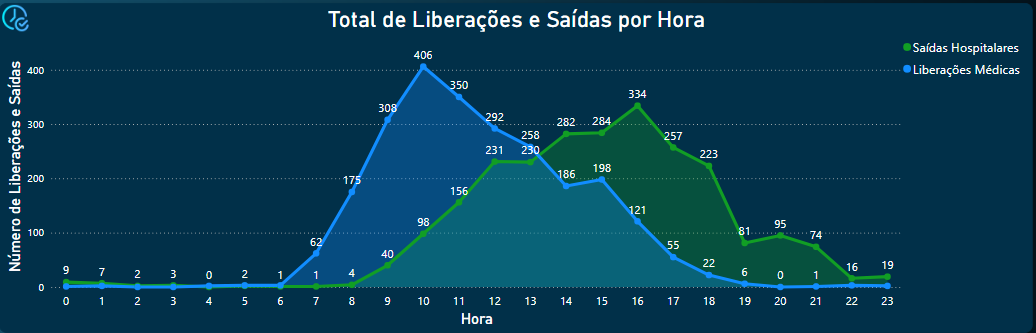 Total de Liberações e Saídas por Hora
Saídas Hospitalares
Liberações Médicas
Número de Liberações e Saídas
400
300
200
100
0
9 7 2 3 0 2 1 1 4 40 98 156 231 230 282 284 334 257 223 81 95 74 16 19
62 175 308 406 350 292 258 186 198 121 55 22 6 0 1
0 1 2 3 4 5 6 7 8 9 10 11 12 13 14 15 16 17 18 19 20 21 22 23
Hora